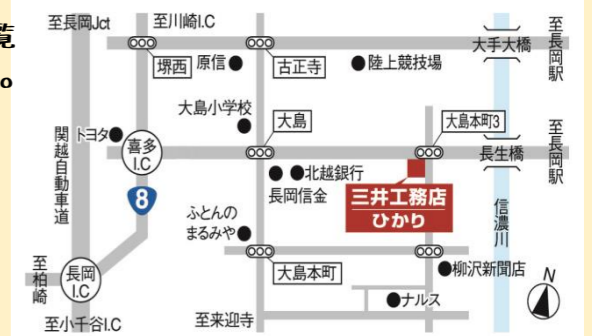 覧
。
至長岡Jct
至川崎I.C
堺西
原信
古正寺
陸上競技場
大手大橋
至長岡駅
大島小学校
大島
大島本町3
トヨタ
喜多
I.C
関越自動車道
8
北越銀行
長岡信金
長生橋
至長岡駅
三井工務店
ひかり
ふとんの
まるみや
信濃川
大島本町
柳沢新聞店
N
至柏崎
長岡
I.C
ナルス
至小千谷I.C
至来迎寺